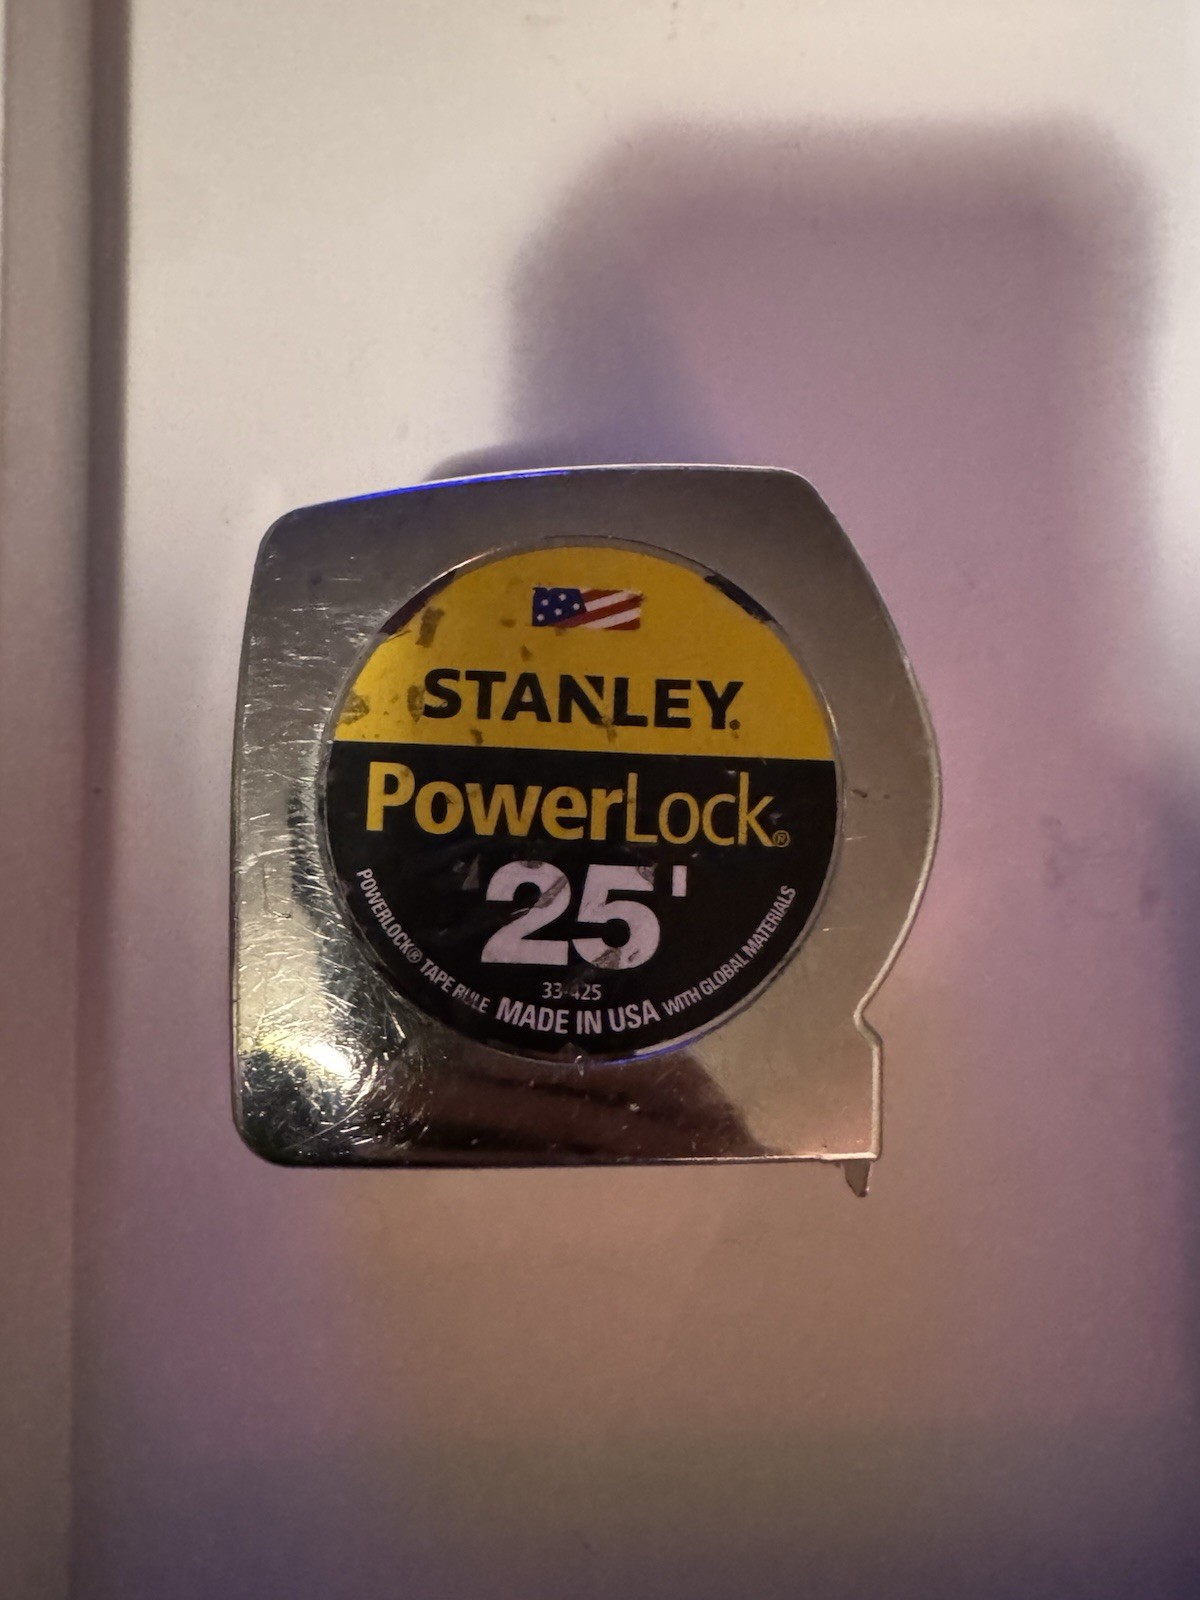 STANLEY.
PowerLock®
25'
33-425
POWERLOCK® TAPE RULE MADE IN USA WITH GLOBAL MATERIALS